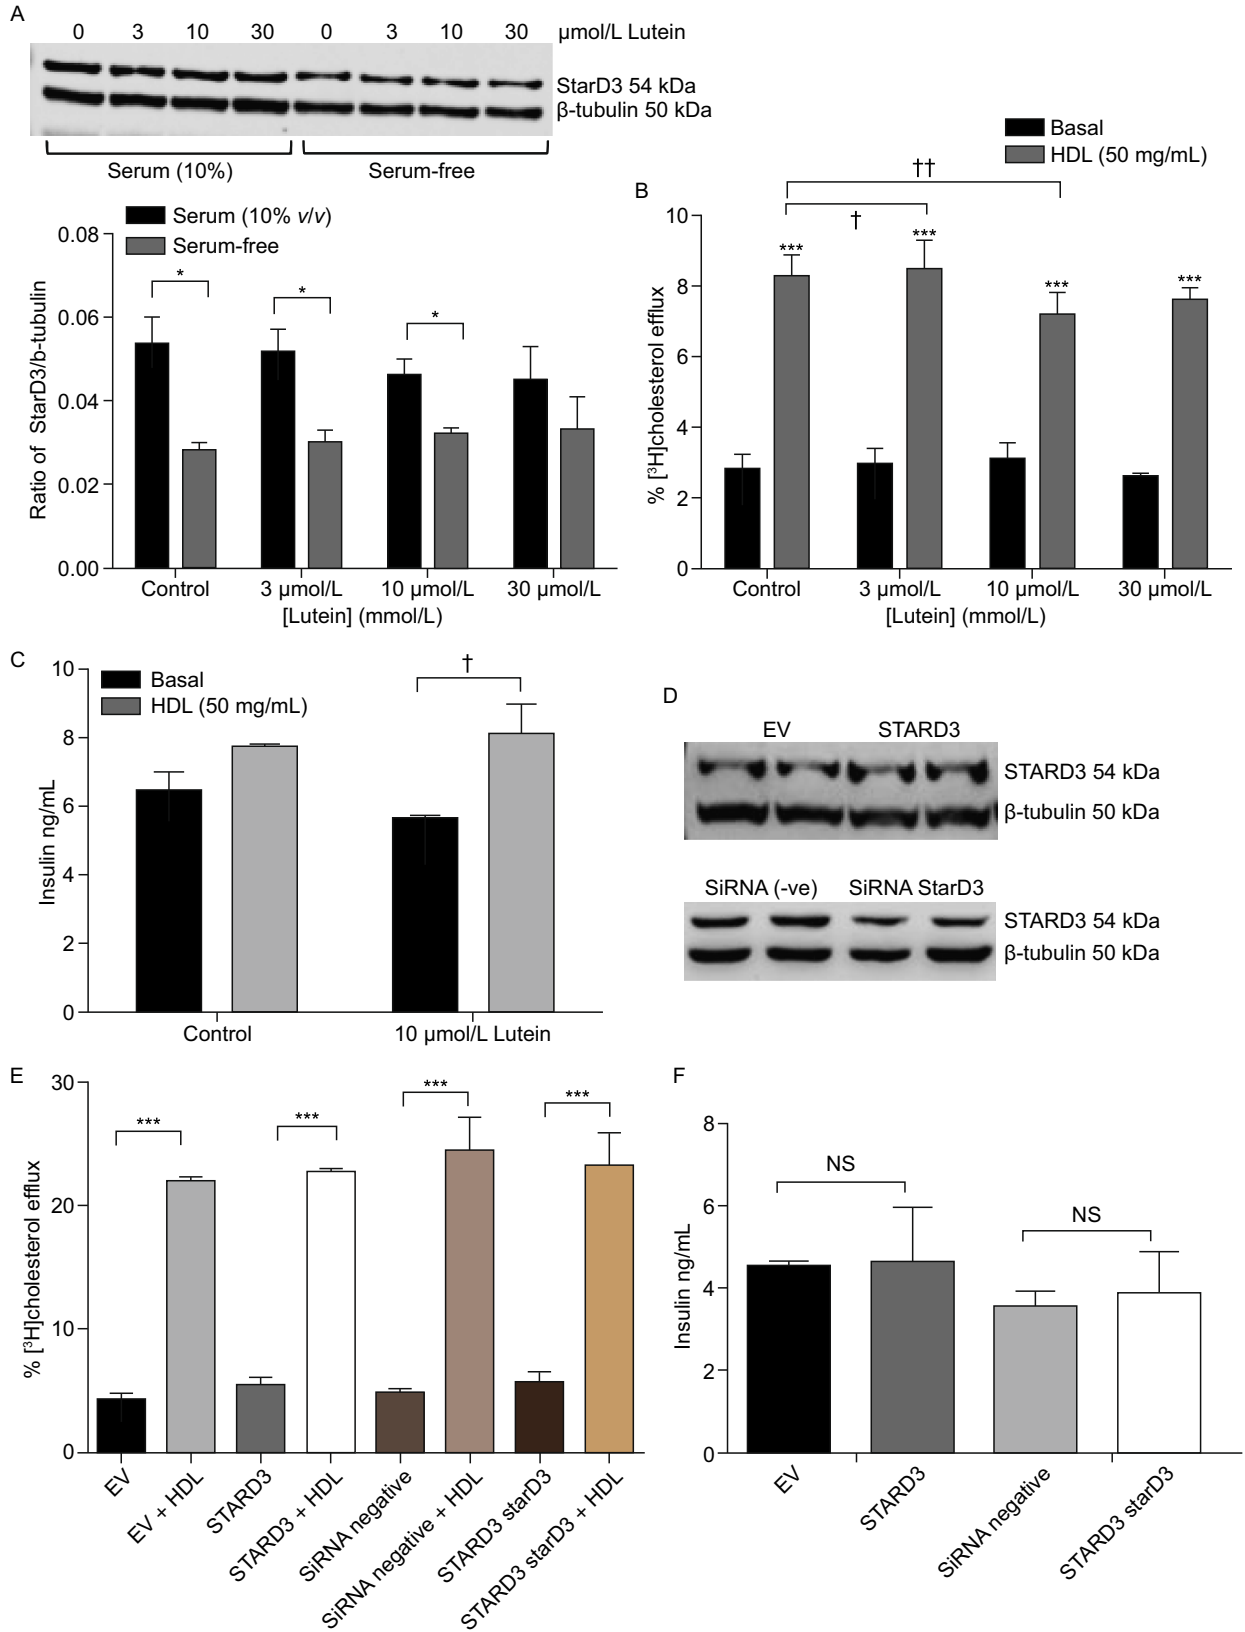 A
0 3 10 30 0 3 10 30 µmol/L Lutein
StarD3 54 kDa
β-tubulin 50 kDa
Serum (10%) Serum-free
Serum (10% v/v)
Serum-free
Ratio of StarD3/b-tubulin
0.08
0.06
0.04
0.02
0.00
* * *
Control 3 µmol/L 10 µmol/L 30 µmol/L
[Lutein] (mmol/L)
B
Basal
HDL (50 mg/mL)
††
†
*** *** *** ***
% [³H]cholesterol efflux
10
8
6
4
2
0
Control 3 µmol/L 10 µmol/L 30 µmol/L
[Lutein] (mmol/L)
C
Basal
HDL (50 mg/mL)
†
Insulin ng/mL
10
8
6
4
2
0
Control 10 µmol/L Lutein
D
EV STARD3
STARD3 54 kDa
β-tubulin 50 kDa
SiRNA (-ve) SiRNA StarD3
STARD3 54 kDa
β-tubulin 50 kDa
E
% [³H]cholesterol efflux
30
20
10
0
*** *** *** ***
EV
EV + HDL
STARD3
STARD3 + HDL
SiRNA negative
SiRNA negative + HDL
STARD3 starD3
STARD3 starD3 + HDL
F
Insulin ng/mL
8
6
4
2
0
NS NS
EV
STARD3
SiRNA negative
STARD3 starD3